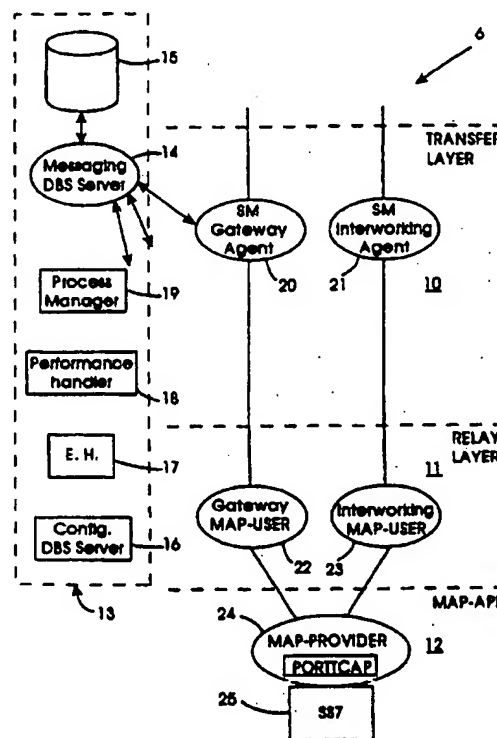 15
6
TRANSFER
LAYER
14
Messaging
DBS Server
SM
Gateway
Agent
SM
Interworking
Agent
20
21
10
Process
Manager
19
Performance
handler
18
RELAY
LAYER
11
E. H.
17
Gateway
MAP-USER
Interworking
MAP-USER
Config.
DBS Server
16
22
23
13
MAP-API
24
MAP-PROVIDER
12
PORTTCAP
25
SS7